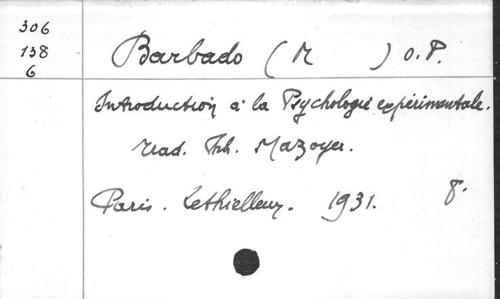 306
138
6
Barbado (M ) O.P.
Introduction à la Psychologie expérimentale.
trad. Ph. Mazoyer.
Paris. Lethielleux. 1931. 8°.